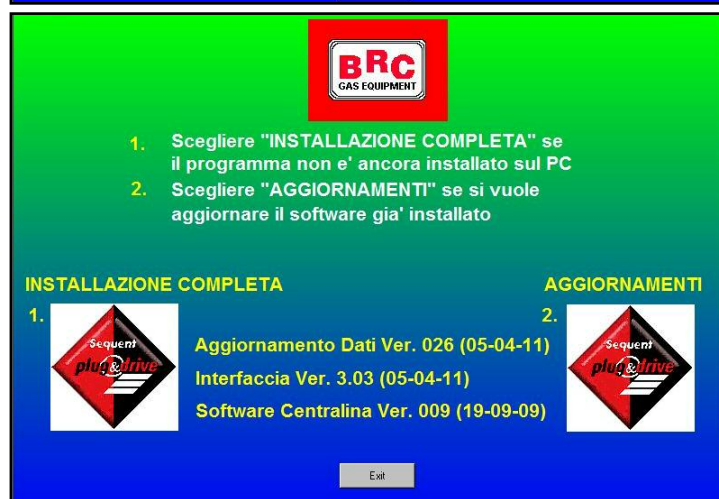 BRC
GAS EQUIPMENT
1. Scegliere "INSTALLAZIONE COMPLETA" se
il programma non e' ancora installato sul PC
2. Scegliere "AGGIORNAMENTI" se si vuole
aggiornare il software gia' installato
INSTALLAZIONE COMPLETA
AGGIORNAMENTI
1.
2.
Sequent
plug&drive
Sequent
plug&drive
Aggiornamento Dati Ver. 026 (05-04-11)
Interfaccia Ver. 3.03 (05-04-11)
Software Centralina Ver. 009 (19-09-09)
Exit